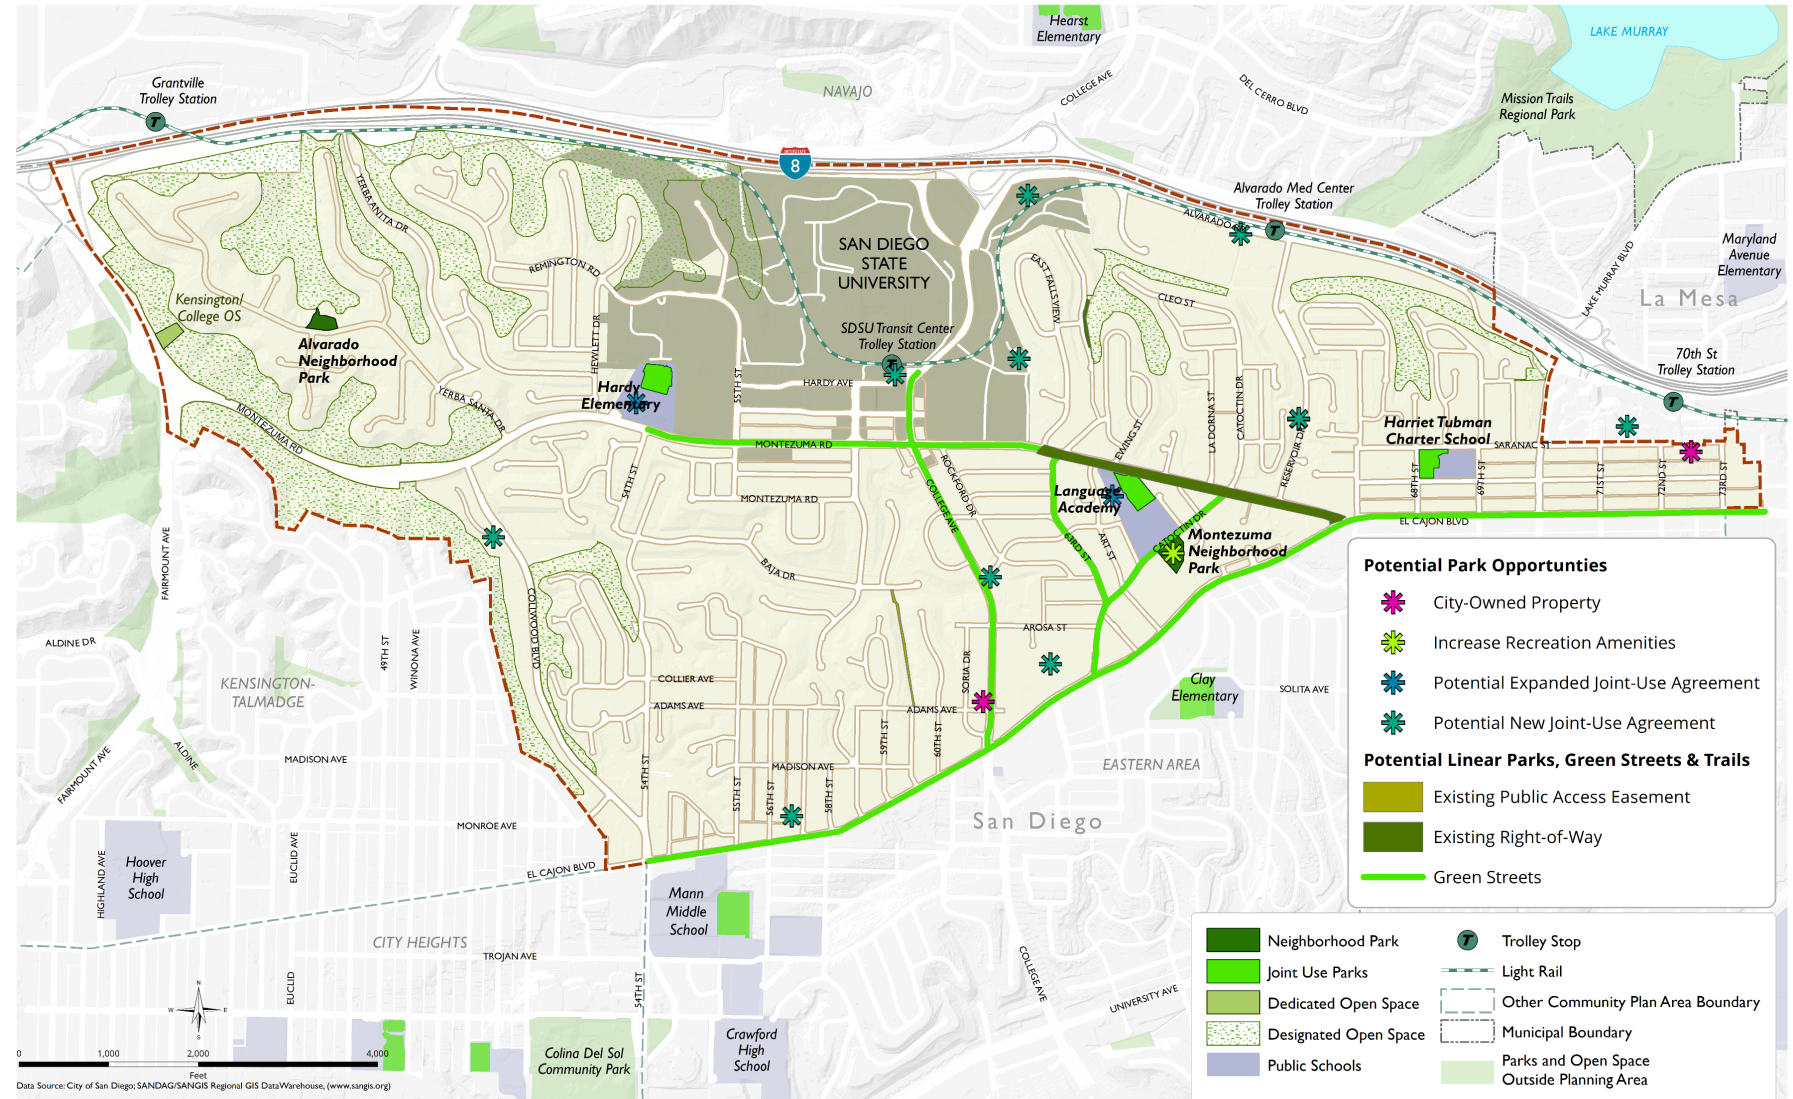 Hearst
Elementary
LAKE MURRAY
Grantville
Trolley Station
NAVAJO
COLLEGE AVE
DEL CERRO BLVD
Mission Trails
Regional Park
INTERSTATE
8
T
YERBA ANITA DR
Alvarado Med Center
Trolley Station
ALVARADO
T
SAN DIEGO
STATE
UNIVERSITY
Maryland
Avenue
Elementary
REMINGTON RD
EAST FALLS VIEW
CLEO ST
LAKE MURRAY BLVD
La Mesa
Kensington/
College OS
Alvarado
Neighborhood
Park
HEWLETT DR
SDSU Transit Center
Trolley Station
T
70th St
Trolley Station
T
Hardy
Elementary
55TH ST
HARDY AVE
YERBA SANTA DR
MONTEZUMA RD
MONTEZUMA RD
LA DORNA ST
CATOCTIN DR
EWING ST
RESERVOIR DR
Harriet Tubman
Charter School
SARANAC ST
68TH ST
69TH ST
71ST ST
72ND ST
73RD ST
EL CAJON BLVD
54TH ST
MONTEZUMA RD
ROCKFORD DR
COLLEGE AVE
Language
Academy
63RD ST
ART ST
CATOCTIN DR
Montezuma
Neighborhood
Park
FAIRMOUNT AVE
BAJA DR
COLLWOOD BLVD
AROSA ST
ALDINE DR
49TH ST
WINONA AVE
KENSINGTON-
TALMADGE
COLLIER AVE
ADAMS AVE
ADAMS AVE
SORIA DR
Clay
Elementary
SOLITA AVE
59TH ST
60TH ST
FAIRMOUNT AVE
ALDINE
MADISON AVE
54TH ST
MADISON AVE
55TH ST
56TH ST
58TH ST
EASTERN AREA
San Diego
MONROE AVE
EL CAJON BLVD
HIGHLAND AVE
Hoover
High
School
EUCLID AVE
Mann
Middle
School
CITY HEIGHTS
TROJAN AVE
EUCLID
54TH ST
COLLEGE AVE
UNIVERSITY AVE
Colina Del Sol
Community Park
Crawford
High
School
N
W
E
S
0
1,000
2,000
4,000
Feet
Data Source: City of San Diego; SANDAG/SANGIS Regional GIS DataWarehouse, (www.sangis.org)
Potential Park Opportunties
City-Owned Property
Increase Recreation Amenities
Potential Expanded Joint-Use Agreement
Potential New Joint-Use Agreement
Potential Linear Parks, Green Streets & Trails
Existing Public Access Easement
Existing Right-of-Way
Green Streets
Neighborhood Park
Joint Use Parks
Dedicated Open Space
Designated Open Space
Public Schools
T
Trolley Stop
Light Rail
Other Community Plan Area Boundary
Municipal Boundary
Parks and Open Space
Outside Planning Area